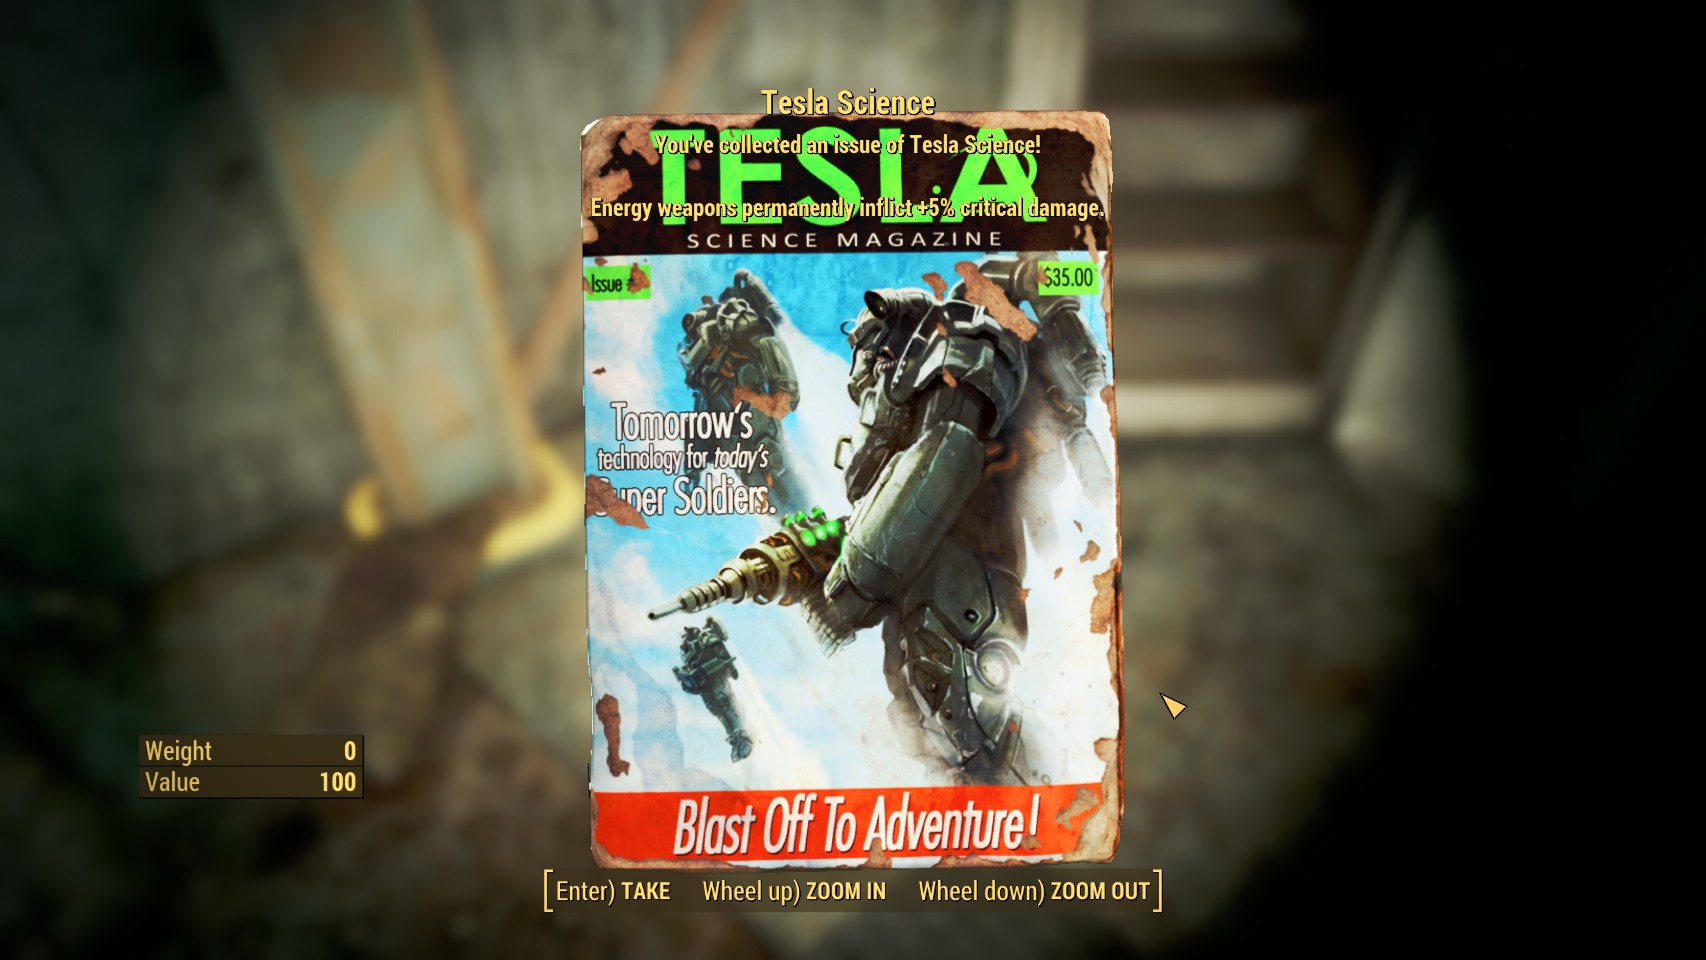 Tesla Science
TESLA
You've collected an issue of Tesla Science!
Energy weapons permanently inflict +5% critical damage.
SCIENCE MAGAZINE
Issue
$35.00
Tomorrow's
technology for today's
Super Soldiers.
Blast Off To Adventure!
Weight 0
Value 100
[Enter) TAKE Wheel up) ZOOM IN Wheel down) ZOOM OUT]